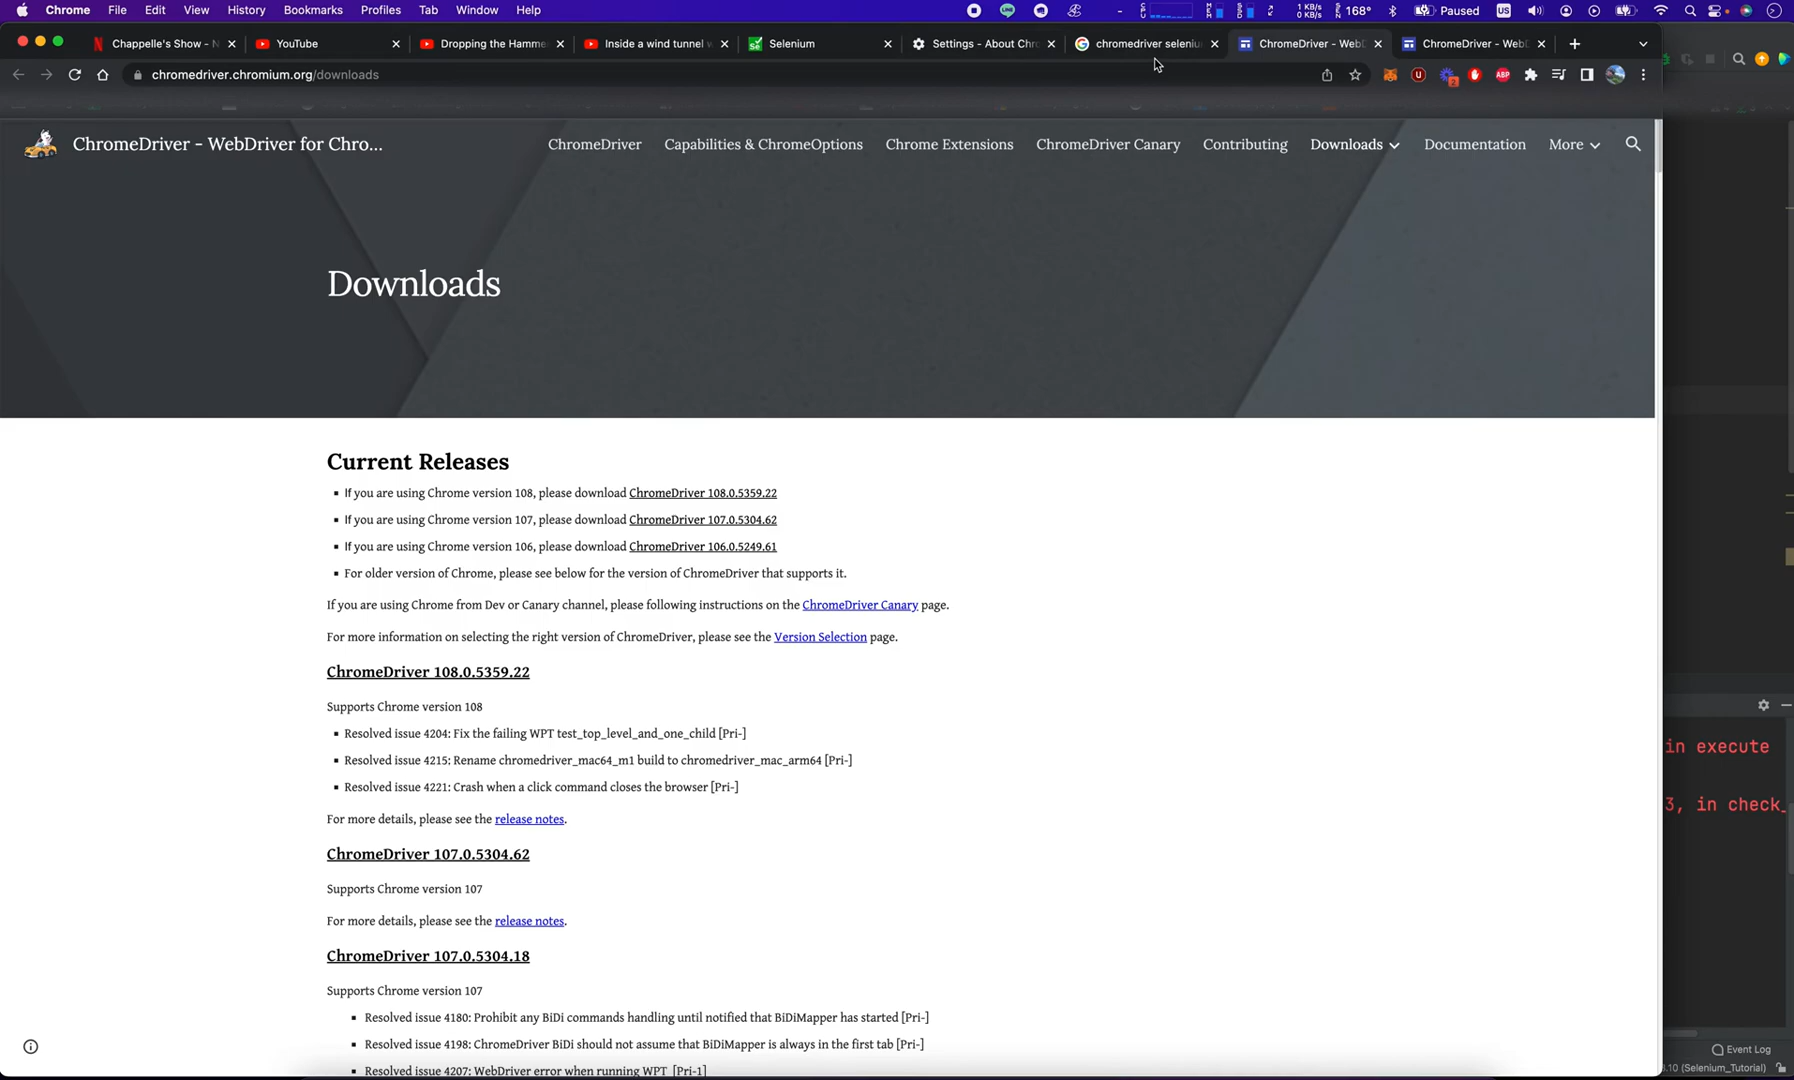 Chrome File Edit View History Bookmarks Profiles Tab Window Help 1 KB/s 0 KB/s 168° Paused US
Chappelle's Show - N YouTube Dropping the Hamme Inside a wind tunnel Selenium Settings - About Chr chromedriver seleniu ChromeDriver - WebD ChromeDriver - WebD
chromedriver.chromium.org/downloads
ChromeDriver - WebDriver for Chro... ChromeDriver Capabilities & ChromeOptions Chrome Extensions ChromeDriver Canary Contributing Downloads Documentation More
Downloads
Current Releases
If you are using Chrome version 108, please download ChromeDriver 108.0.5359.22
If you are using Chrome version 107, please download ChromeDriver 107.0.5304.62
If you are using Chrome version 106, please download ChromeDriver 106.0.5249.61
For older version of Chrome, please see below for the version of ChromeDriver that supports it.
If you are using Chrome from Dev or Canary channel, please following instructions on the ChromeDriver Canary page.
For more information on selecting the right version of ChromeDriver, please see the Version Selection page.
ChromeDriver 108.0.5359.22
Supports Chrome version 108
Resolved issue 4204: Fix the failing WPT test_top_level_and_one_child [Pri-]
in execute
Resolved issue 4215: Rename chromedriver_mac64_m1 build to chromedriver_mac_arm64 [Pri-]
Resolved issue 4221: Crash when a click command closes the browser [Pri-]
3, in check_
For more details, please see the release notes.
ChromeDriver 107.0.5304.62
Supports Chrome version 107
For more details, please see the release notes.
ChromeDriver 107.0.5304.18
Supports Chrome version 107
Resolved issue 4180: Prohibit any BiDi commands handling until notified that BiDiMapper has started [Pri-]
Resolved issue 4198: ChromeDriver BiDi should not assume that BiDiMapper is always in the first tab [Pri-]
Event Log
Resolved issue 4207: WebDriver error when running WPT [Pri-1]
.10 (Selenium_Tutorial)